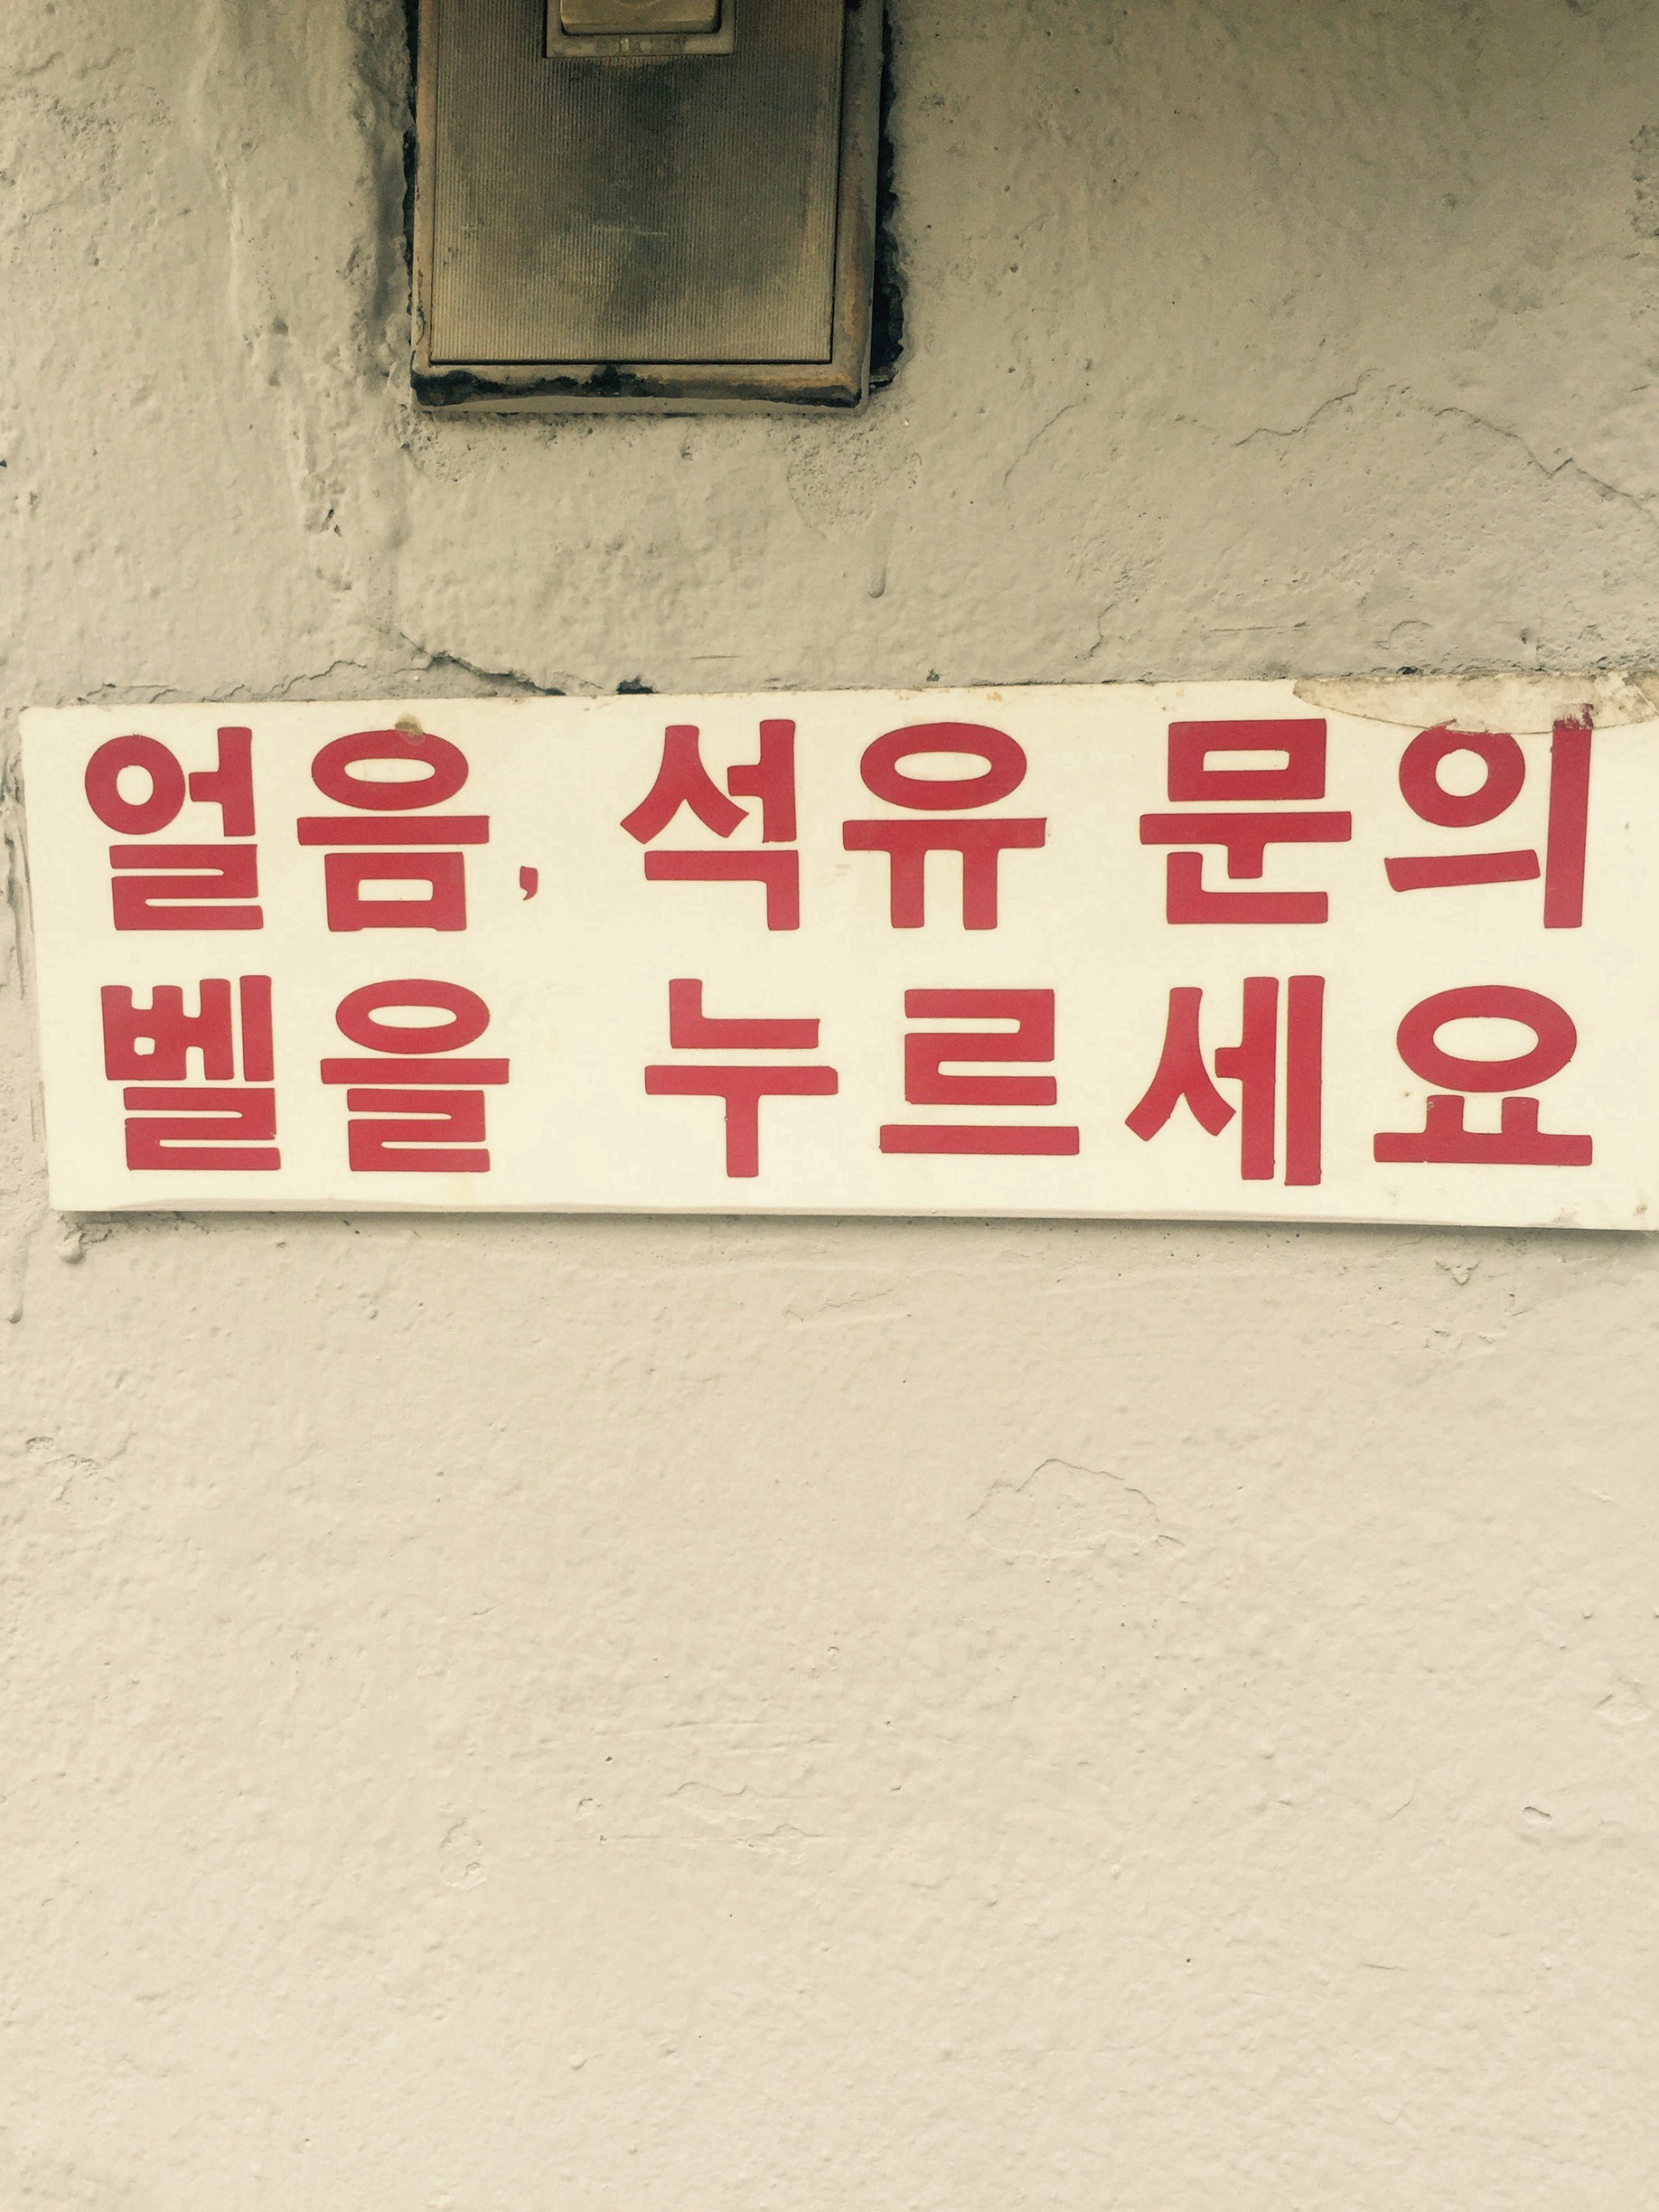 얼음, 석유 문의
벨을 누르세요